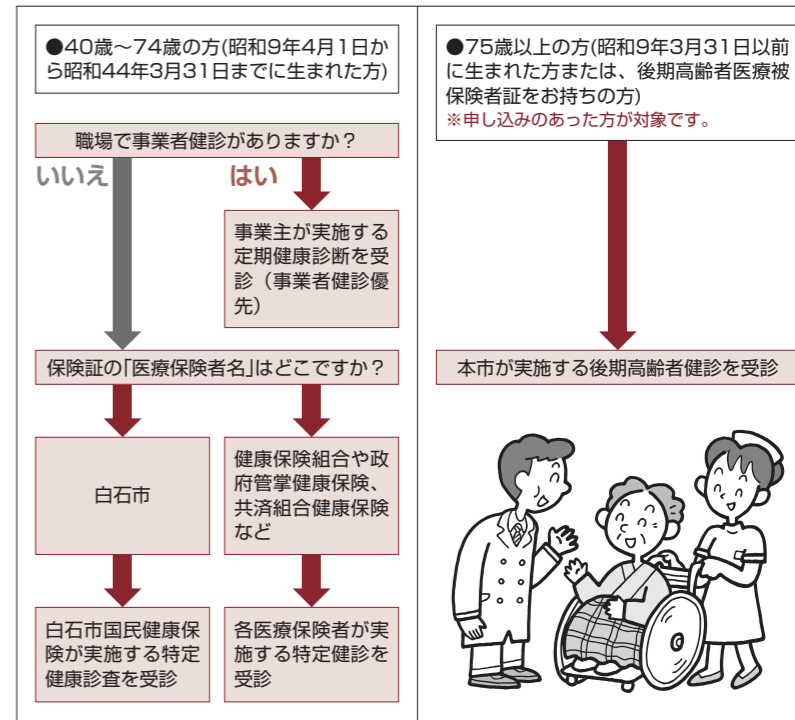 ●40歳～74歳の方(昭和9年4月1日か
ら昭和44年3月31日までに生まれた方)
職場で事業者健診がありますか？
いいえ
はい
事業主が実施する
定期健康診断を受
診（事業者健診優
先）
保険証の「医療保険者名」はどこですか？
白石市
健康保険組合や政
府管掌健康保険、
共済組合健康保険
など
白石市国民健康保
険が実施する特定
健康診査を受診
各医療保険者が実
施する特定健診を
受診
●75歳以上の方(昭和9年3月31日以前
に生まれた方または、後期高齢者医療被
保険者証をお持ちの方)
※申し込みのあった方が対象です。
本市が実施する後期高齢者健診を受診